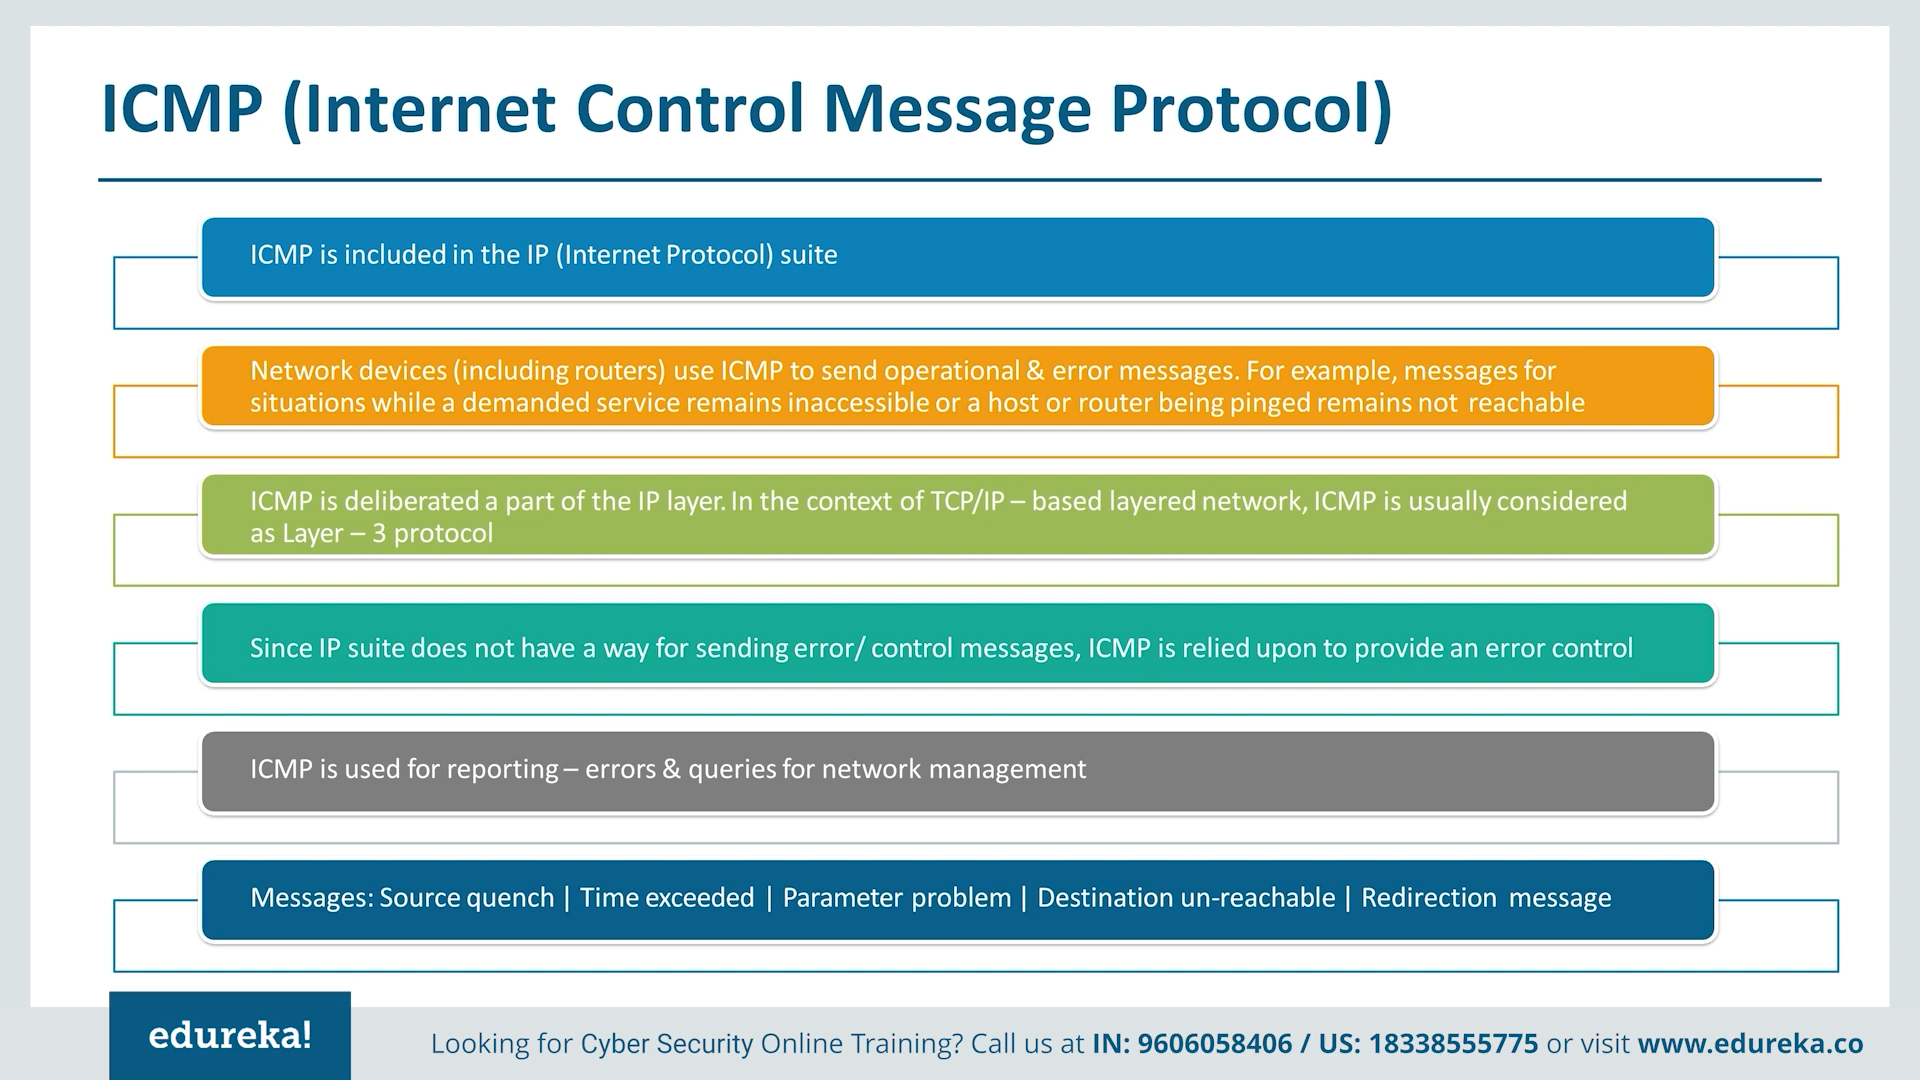 ICMP (Internet Control Message Protocol)
ICMP is included in the IP (Internet Protocol) suite
Network devices (including routers) use ICMP to send operational & error messages. For example, messages for
situations while a demanded service remains inaccessible or a host or router being pinged remains not reachable
ICMP is deliberated a part of the IP layer. In the context of TCP/IP – based layered network, ICMP is usually considered
as Layer – 3 protocol
Since IP suite does not have a way for sending error/ control messages, ICMP is relied upon to provide an error control
ICMP is used for reporting – errors & queries for network management
Messages: Source quench | Time exceeded | Parameter problem | Destination un-reachable | Redirection message
edureka!
Looking for Cyber Security Online Training? Call us at IN: 9606058406 / US: 18338555775 or visit www.edureka.co